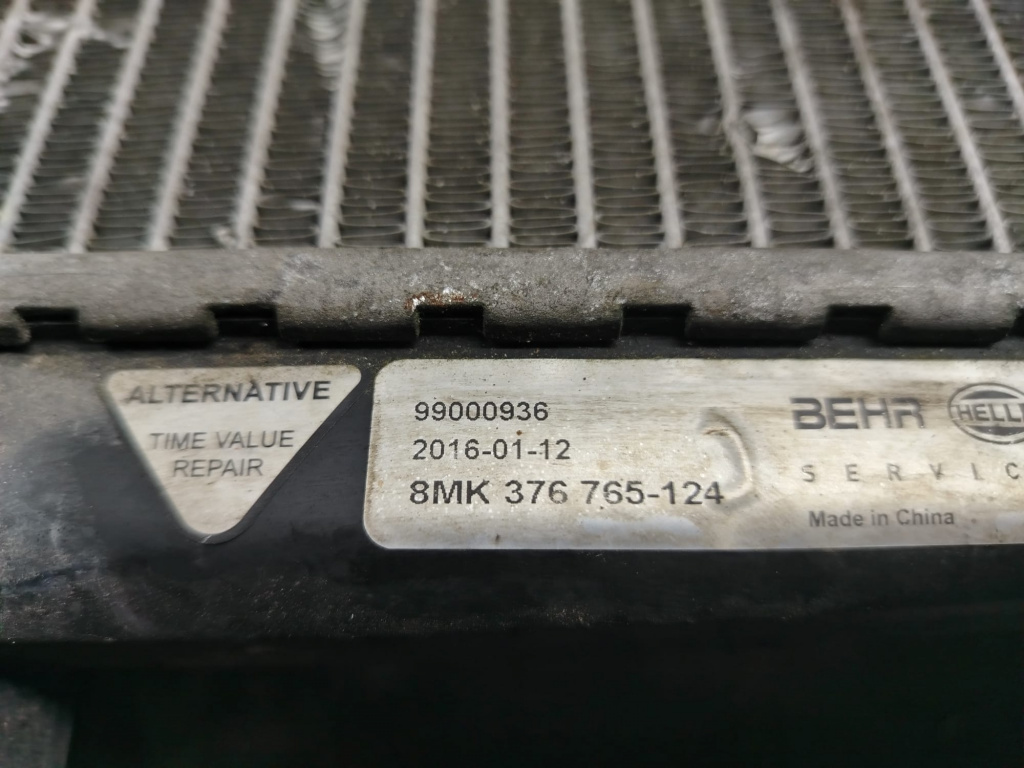 ALTERNATIVE
TIME VALUE
REPAIR
99000936
2016-01-12
8MK 376 765-124
BEHR
Made in China